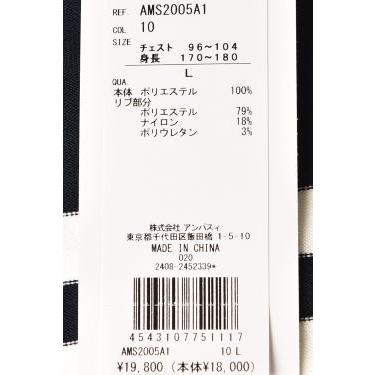 REF. AMS2005A1
COL. 10
SIZE
チェスト 96～104
身長 170～180
L
QUA.
本体 ポリエステル 100%
リブ部分
ポリエステル 79%
ナイロン 18%
ポリウレタン 3%
株式会社 アンバスィ
東京都千代田区飯田橋 1-5-10
MADE IN CHINA
020
2408-2452339*
4543107751117
AMS2005A1 10 L
¥19,800 (本体¥18,000)